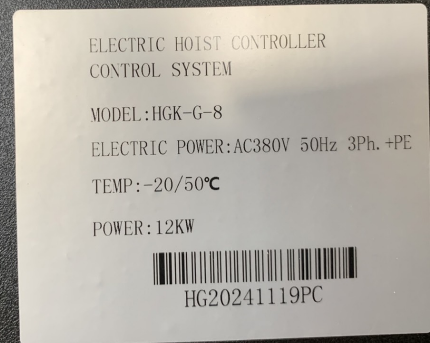 ELECTRIC HOIST CONTROLLER
CONTROL SYSTEM
MODEL:HGK-G-8
ELECTRIC POWER:AC380V 50Hz 3Ph.+PE
TEMP:-20/50℃
POWER:12KW
HG20241119PC